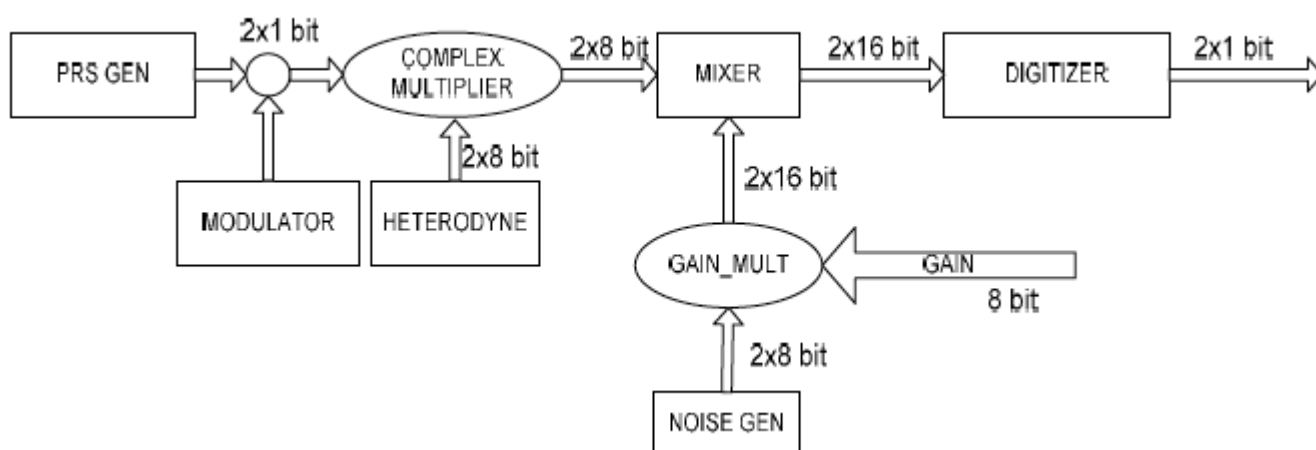 2x1 bit
PRS GEN
COMPLEX
MULTIPLIER
2x8 bit
MIXER
2x16 bit
DIGITIZER
2x1 bit
2x8 bit
MODULATOR
HETERODYNE
2x16 bit
GAIN_MULT
GAIN
8 bit
2x8 bit
NOISE GEN